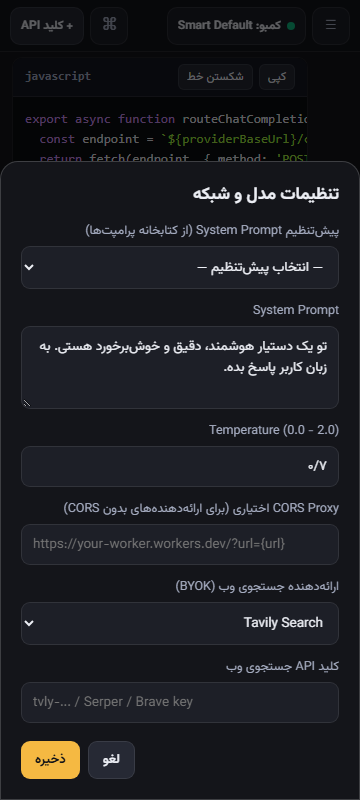 ☰
کمبو: Smart Default
⌘
+ کلید API
javascript
شکستن خط
کپی
export async function routeChatCompletio
const endpoint = `${providerBaseUrl}/c
return fetch(endpoint, { method: 'POST
تنظیمات مدل و شبکه
پیش‌تنظیم System Prompt (از کتابخانه پرامپت‌ها)
— انتخاب پیش‌تنظیم —
System Prompt
تو یک دستیار هوشمند، دقیق و خوش‌برخورد هستی. به
زبان کاربر پاسخ بده.
Temperature (0.0 - 2.0)
۰/۷
CORS Proxy اختیاری (برای ارائه‌دهنده‌های بدون CORS)
https://your-worker.workers.dev/?url={url}
ارائه‌دهنده جستجوی وب (BYOK)
Tavily Search
کلید API جستجوی وب
tvly-... / Serper / Brave key
لغو
ذخیره